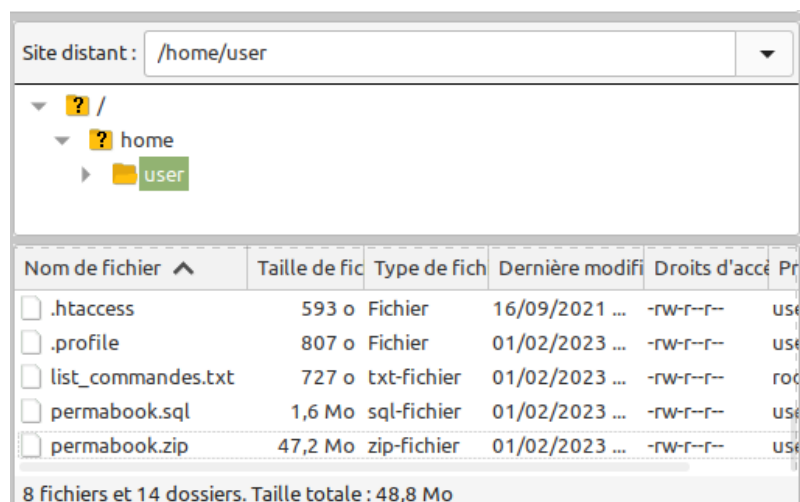 Site distant : /home/user
? /
? home
user
Nom de fichier Taille de fic Type de fich Dernière modifi Droits d'accè Pr
.htaccess 593 o Fichier 16/09/2021 ... -rw-r--r-- use
.profile 807 o Fichier 01/02/2023 ... -rw-r--r-- use
list_commandes.txt 727 o txt-fichier 01/02/2023 ... -rw-r--r-- roo
permabook.sql 1,6 Mo sql-fichier 01/02/2023 ... -rw-r--r-- use
permabook.zip 47,2 Mo zip-fichier 01/02/2023 ... -rw-r--r-- use
8 fichiers et 14 dossiers. Taille totale : 48,8 Mo